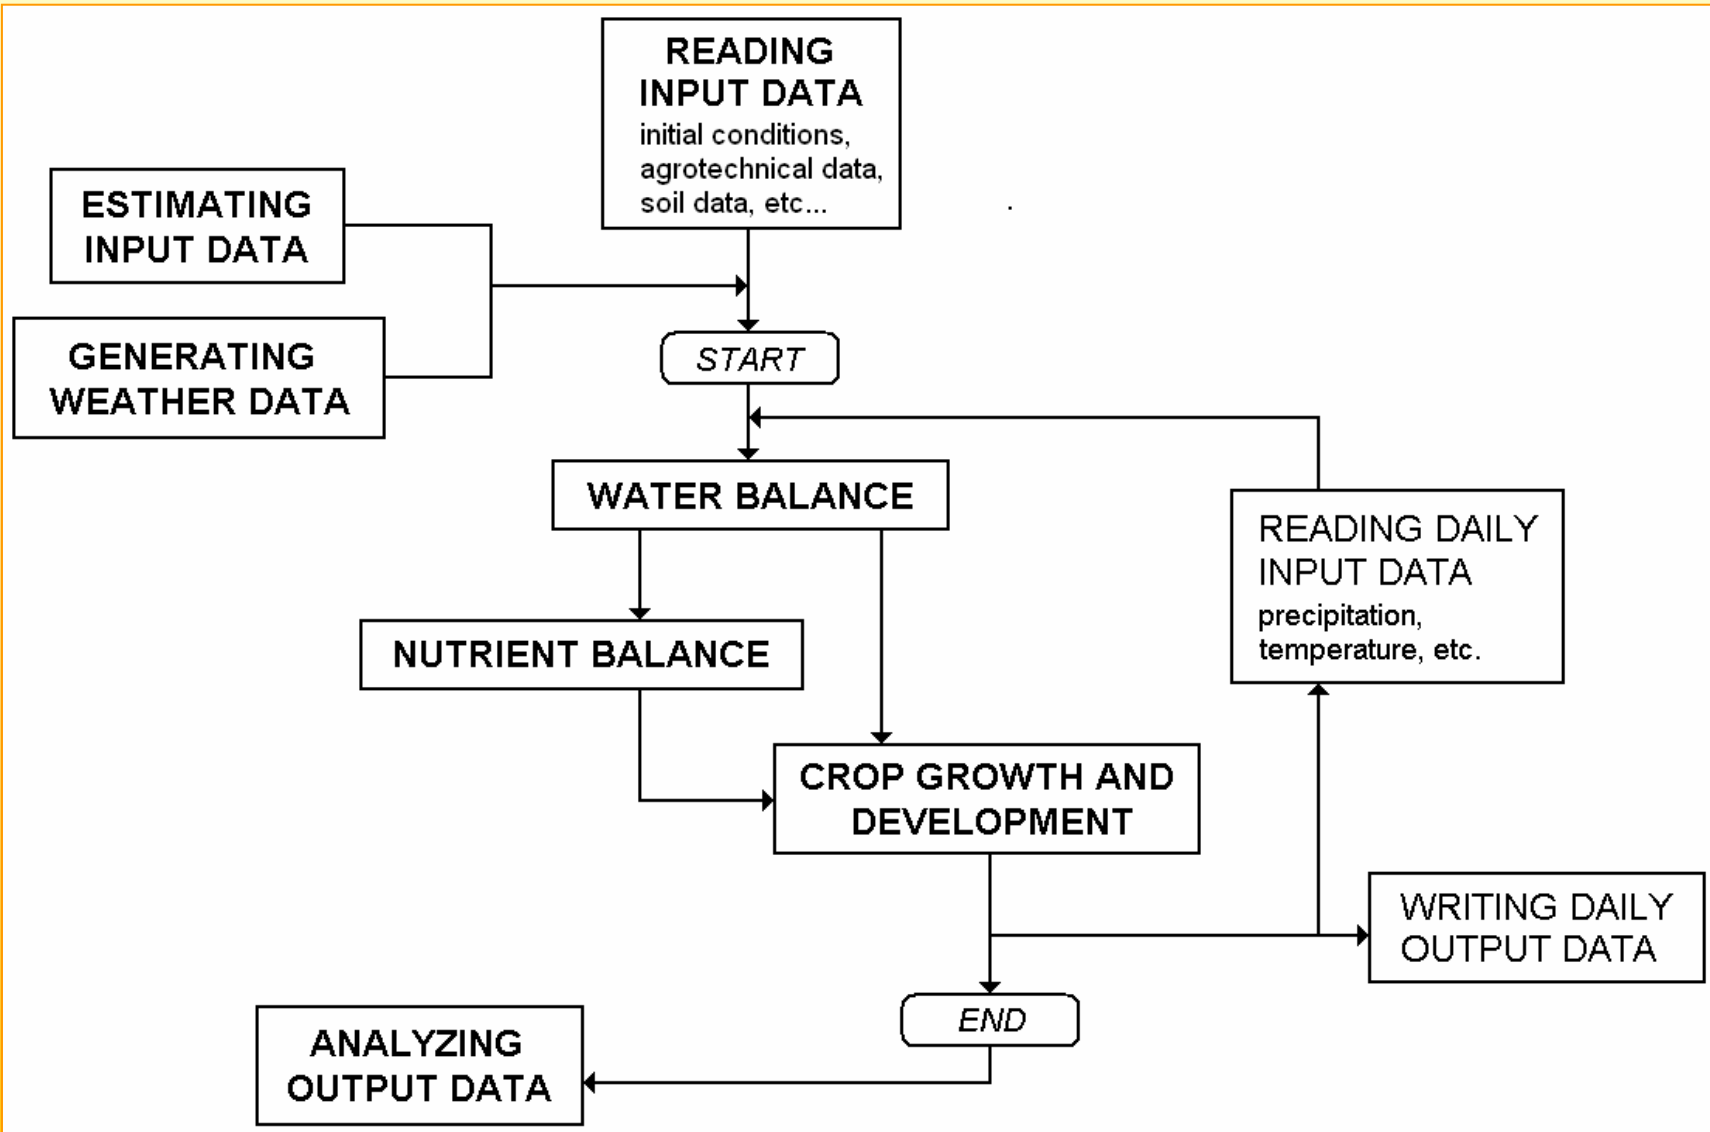 READING
INPUT DATA
initial conditions,
agrotechnical data,
soil data, etc...
ESTIMATING
INPUT DATA
GENERATING
WEATHER DATA
START
WATER BALANCE
READING DAILY
INPUT DATA
precipitation,
temperature, etc.
NUTRIENT BALANCE
CROP GROWTH AND
DEVELOPMENT
WRITING DAILY
OUTPUT DATA
END
ANALYZING
OUTPUT DATA